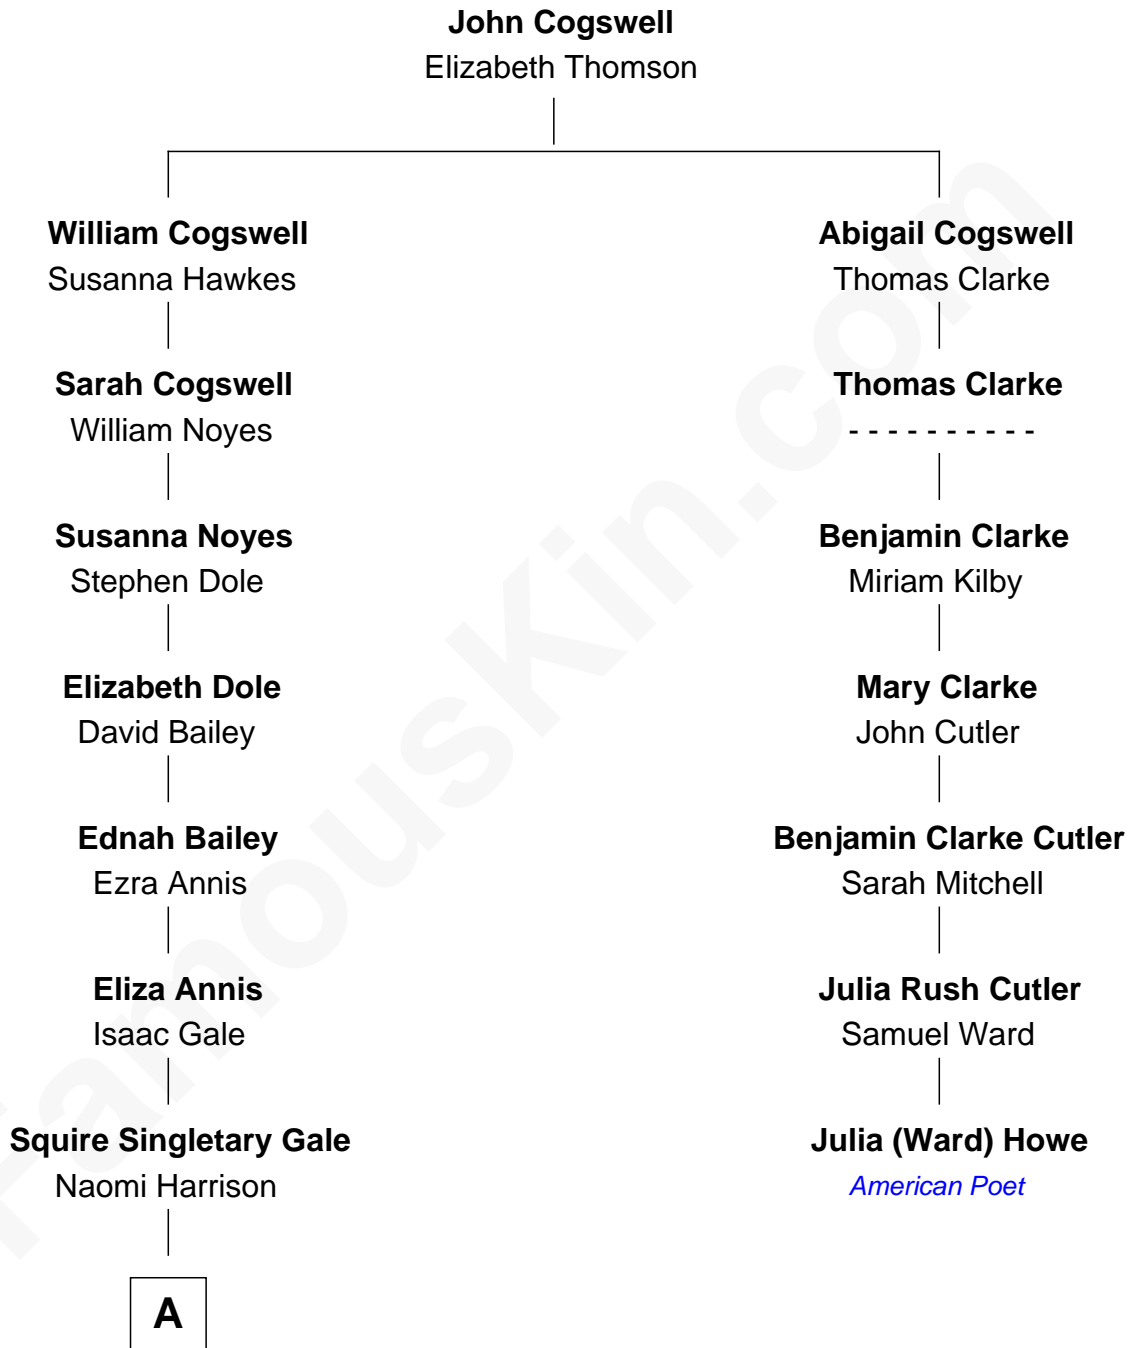 John Cogswell
Elizabeth Thomson
William Cogswell
Susanna Hawkes
Abigail Cogswell
Thomas Clarke
Sarah Cogswell
William Noyes
Thomas Clarke
- - - - - - - - - -
Susanna Noyes
Stephen Dole
Benjamin Clarke
Miriam Kilby
Elizabeth Dole
David Bailey
Mary Clarke
John Cutler
Ednah Bailey
Ezra Annis
Benjamin Clarke Cutler
Sarah Mitchell
Eliza Annis
Isaac Gale
Julia Rush Cutler
Samuel Ward
Squire Singletary Gale
Naomi Harrison
Julia (Ward) Howe
American Poet
A
FamousKin.com